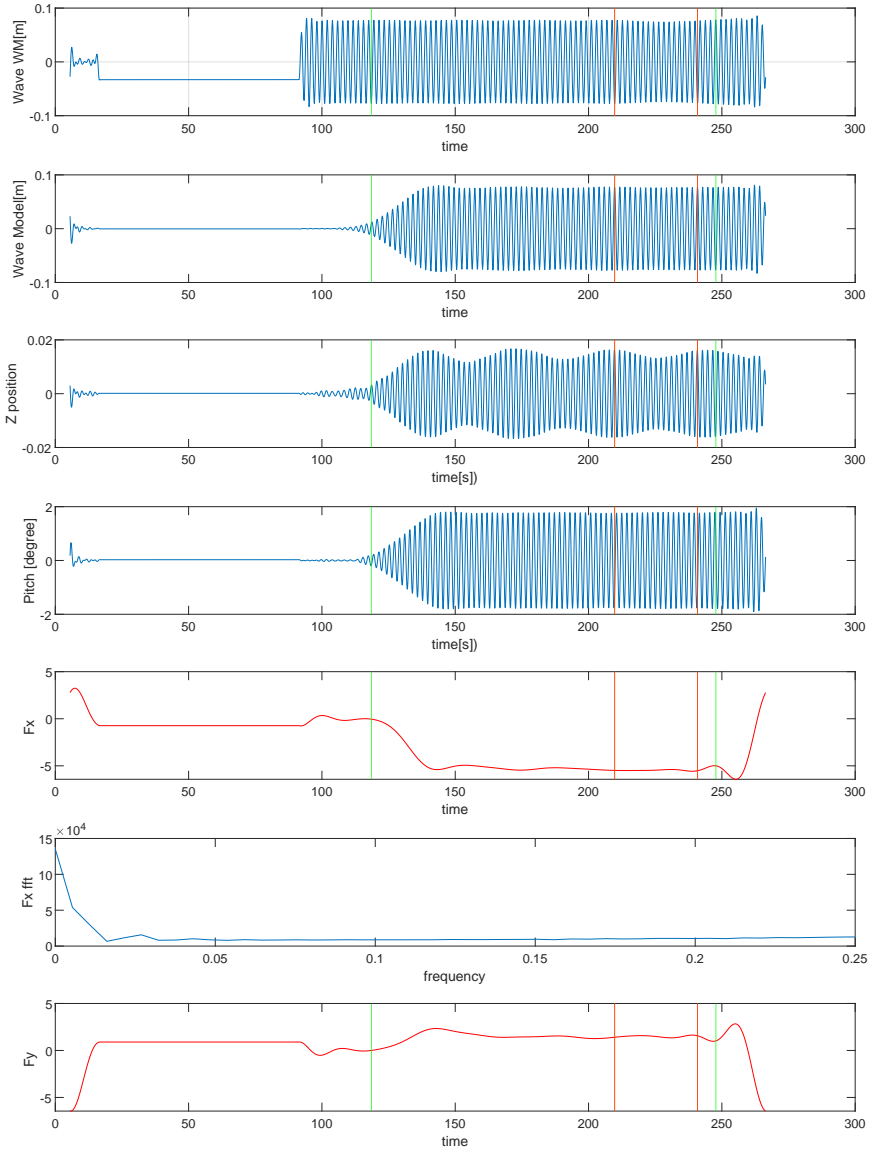 Wave WM[m]
0.1
0
-0.1
0 50 100 150 200 250 300
time
Wave Model[m]
0.1
0
-0.1
0 50 100 150 200 250 300
time
Z position
0.02
0
-0.02
0 50 100 150 200 250 300
time[s])
Pitch [degree]
2
0
-2
0 50 100 150 200 250 300
time[s])
Fx
5
0
-5
0 50 100 150 200 250 300
time
×10⁴
Fx fft
15
10
5
0
0 0.05 0.1 0.15 0.2 0.25
frequency
Fy
5
0
-5
0 50 100 150 200 250 300
time